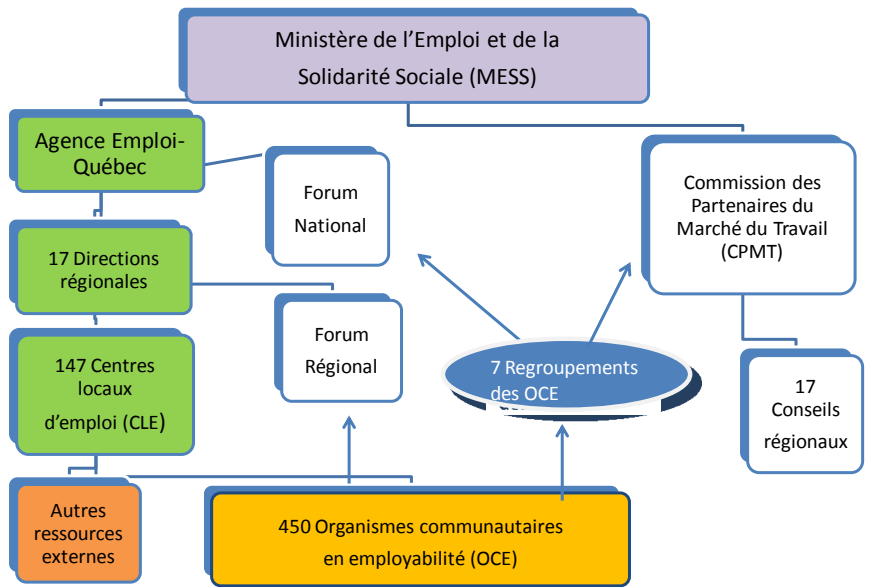 Ministère de l'Emploi et de la
Solidarité Sociale (MESS)
Agence Emploi-
Québec
Forum
National
Commission des
Partenaires du
Marché du Travail
(CPMT)
17 Directions
régionales
Forum
Régional
147 Centres
locaux
d'emploi (CLE)
7 Regroupements
des OCE
17
Conseils
régionaux
Autres
ressources
externes
450 Organismes communautaires
en employabilité (OCE)